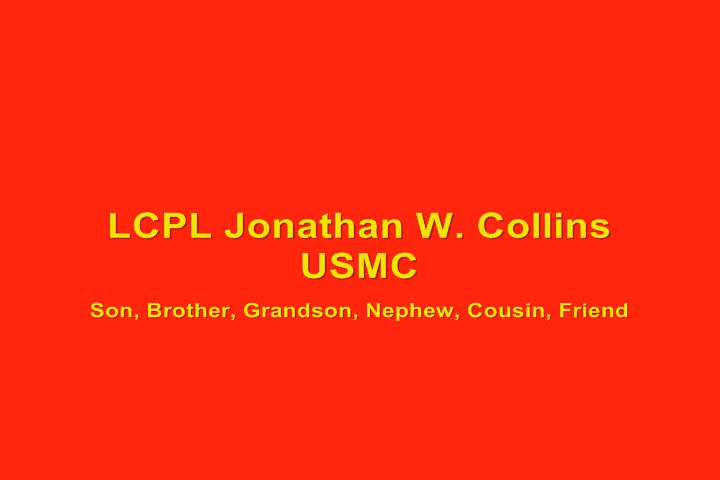 LCPL Jonathan W. Collins
USMC
Son, Brother, Grandson, Nephew, Cousin, Friend